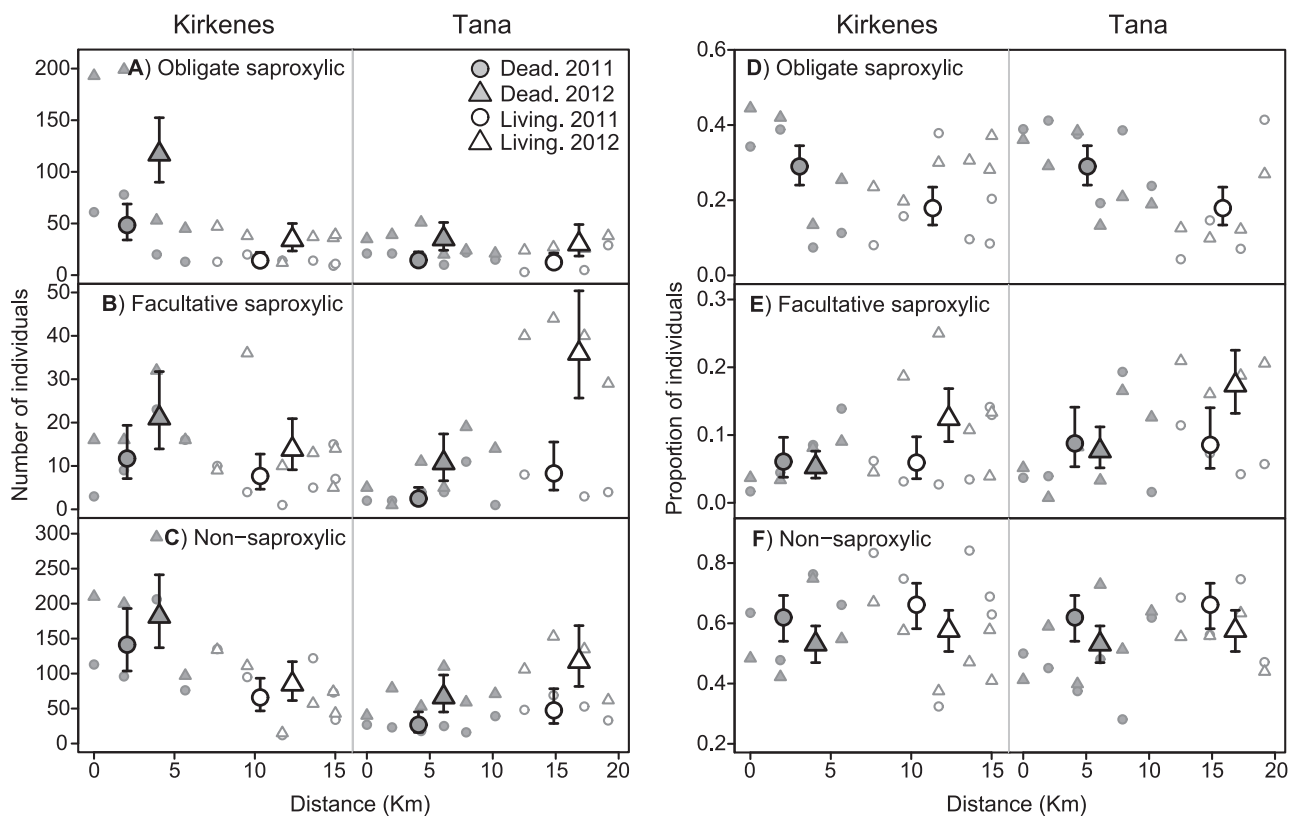 Kirkenes Tana Kirkenes Tana
A) Obligate saproxylic
Dead. 2011
Dead. 2012
Living. 2011
Living. 2012
200
150
100
50
0
B) Facultative saproxylic
50
40
30
20
10
0
C) Non−saproxylic
300
250
200
150
100
50
0
Number of individuals
0 5 10 15 0 5 10 15 20
Distance (Km)
D) Obligate saproxylic
0.6
0.4
0.2
0.0
E) Facultative saproxylic
0.3
0.2
0.1
0.0
F) Non−saproxylic
0.8
0.6
0.4
0.2
Proportion of individuals
0 5 10 15 0 5 10 15 20
Distance (Km)